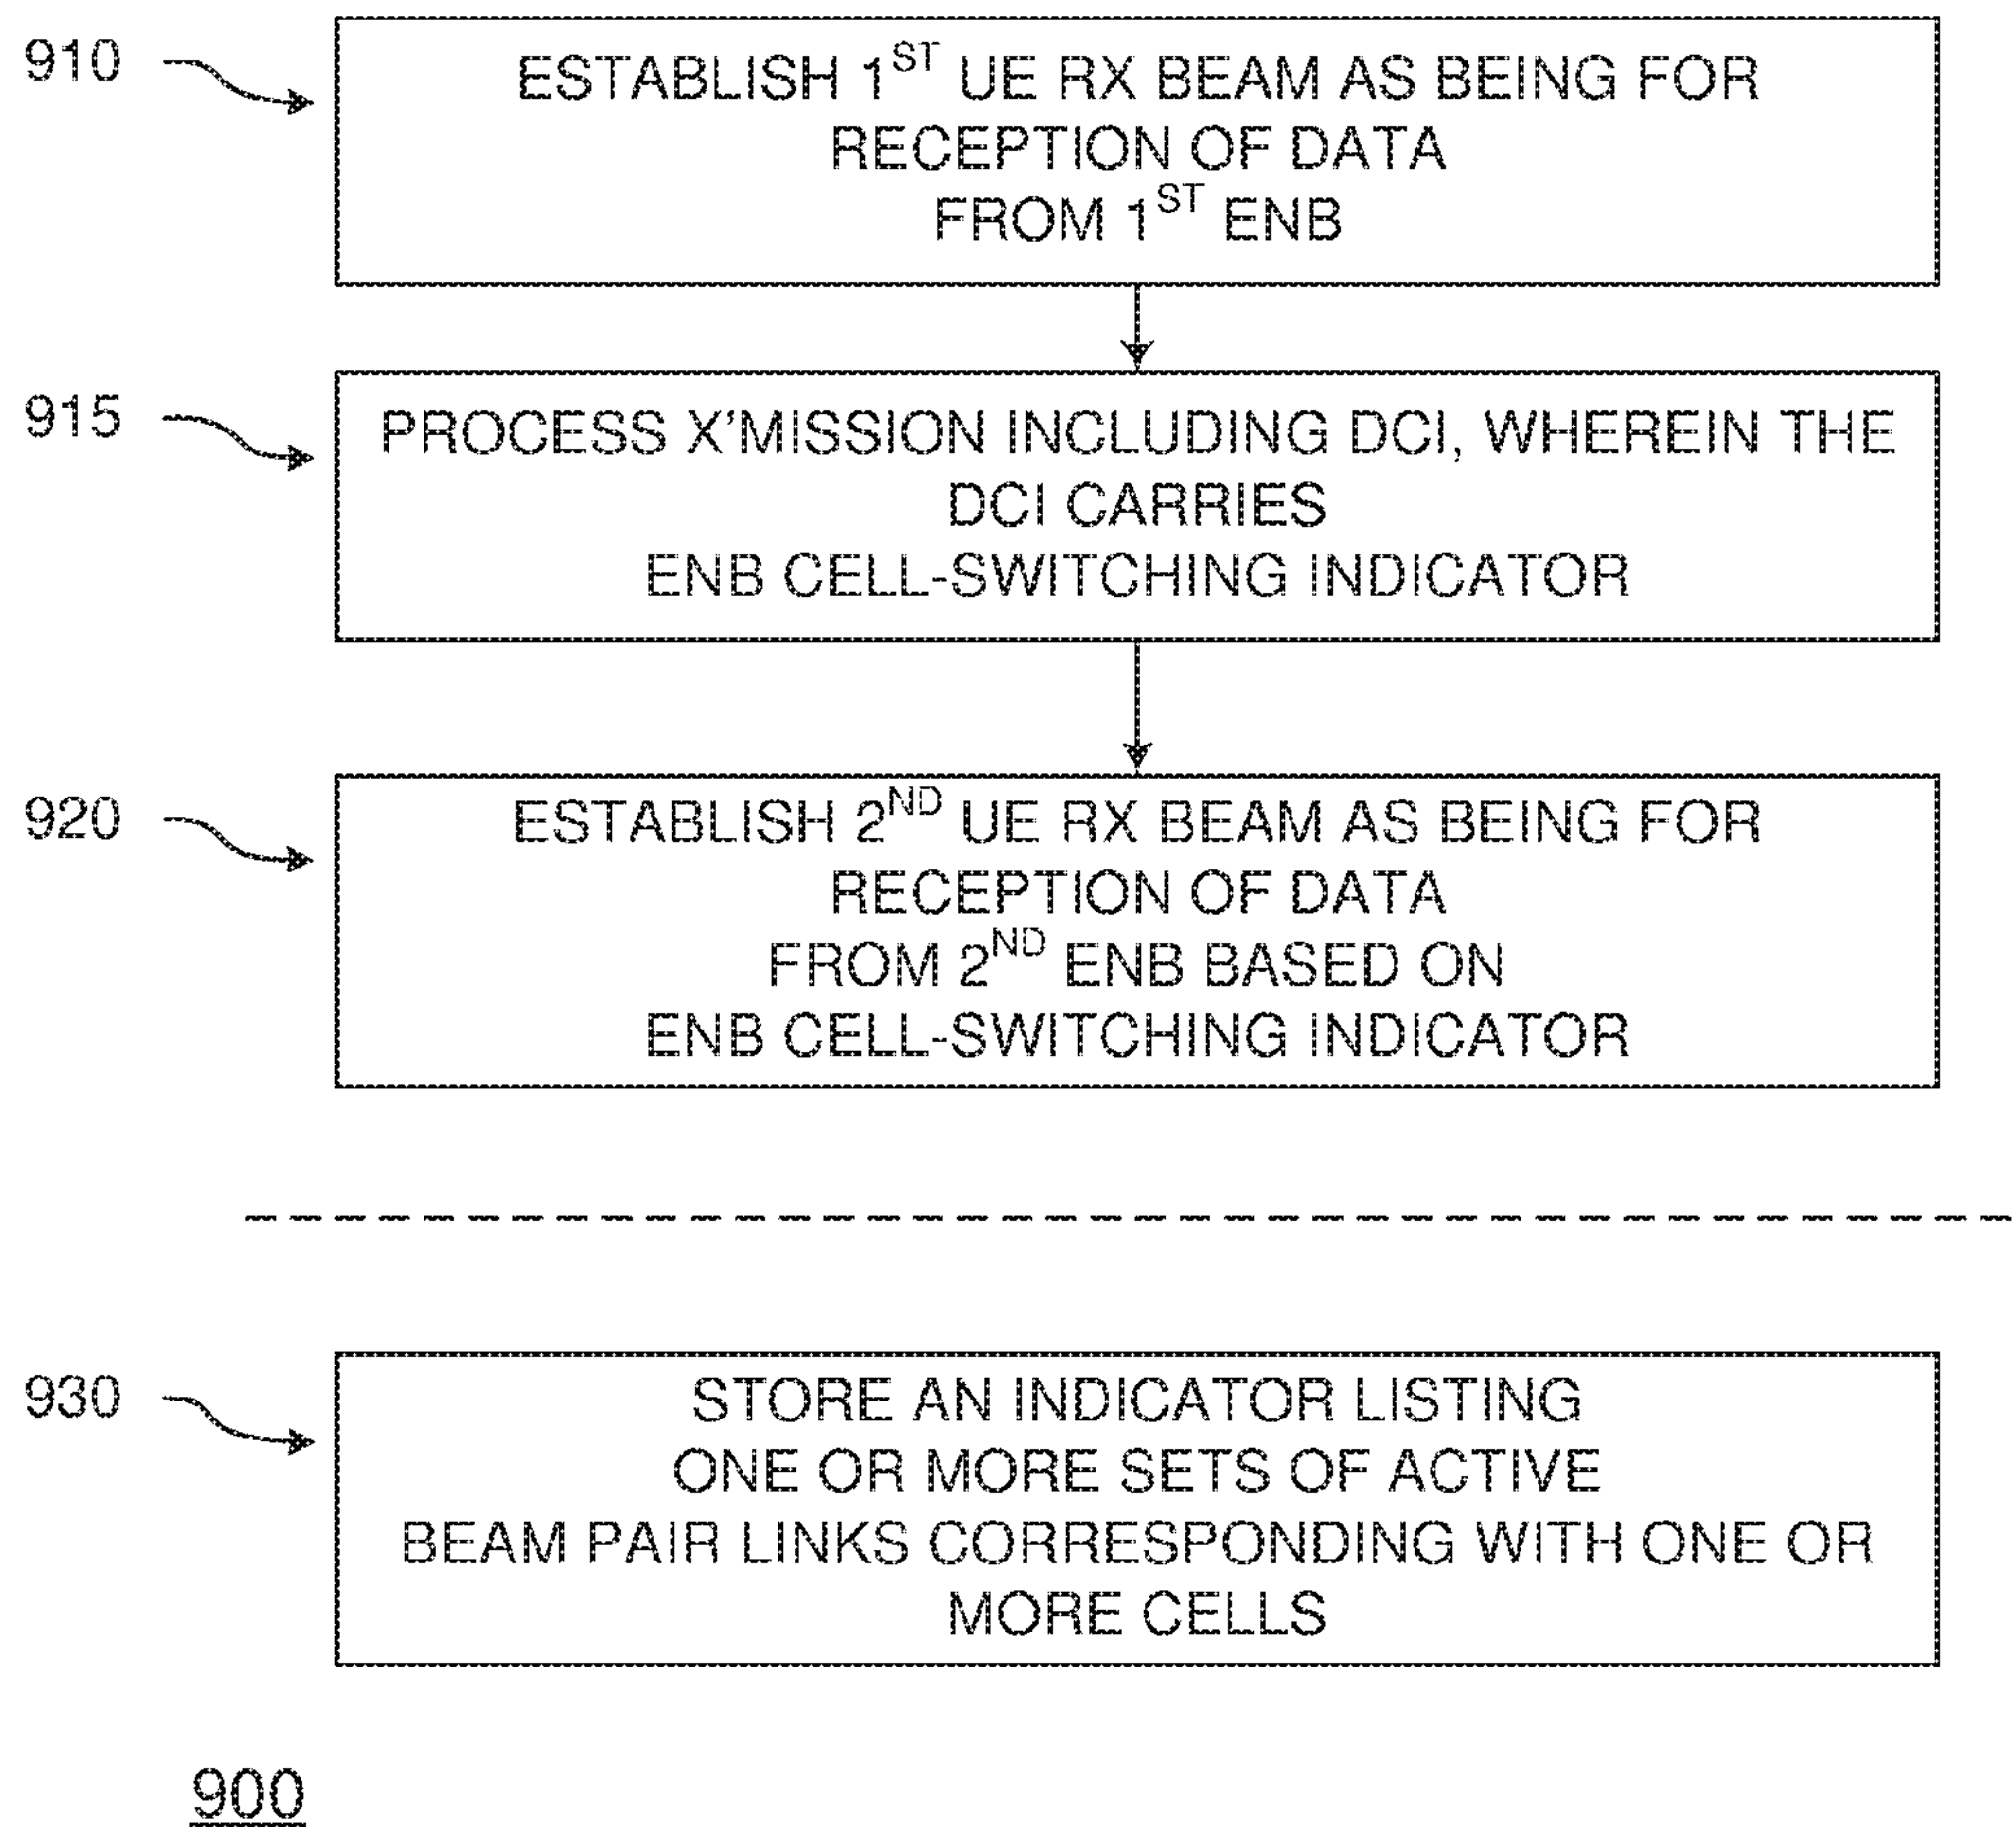 910
ESTABLISH 1ST UE RX BEAM AS BEING FOR
RECEPTION OF DATA
FROM 1ST ENB
915
PROCESS X'MISSION INCLUDING DCI, WHEREIN THE
DCI CARRIES
ENB CELL-SWITCHING INDICATOR
920
ESTABLISH 2ND UE RX BEAM AS BEING FOR
RECEPTION OF DATA
FROM 2ND ENB BASED ON
ENB CELL-SWITCHING INDICATOR
930
STORE AN INDICATOR LISTING
ONE OR MORE SETS OF ACTIVE
BEAM PAIR LINKS CORRESPONDING WITH ONE OR
MORE CELLS
900